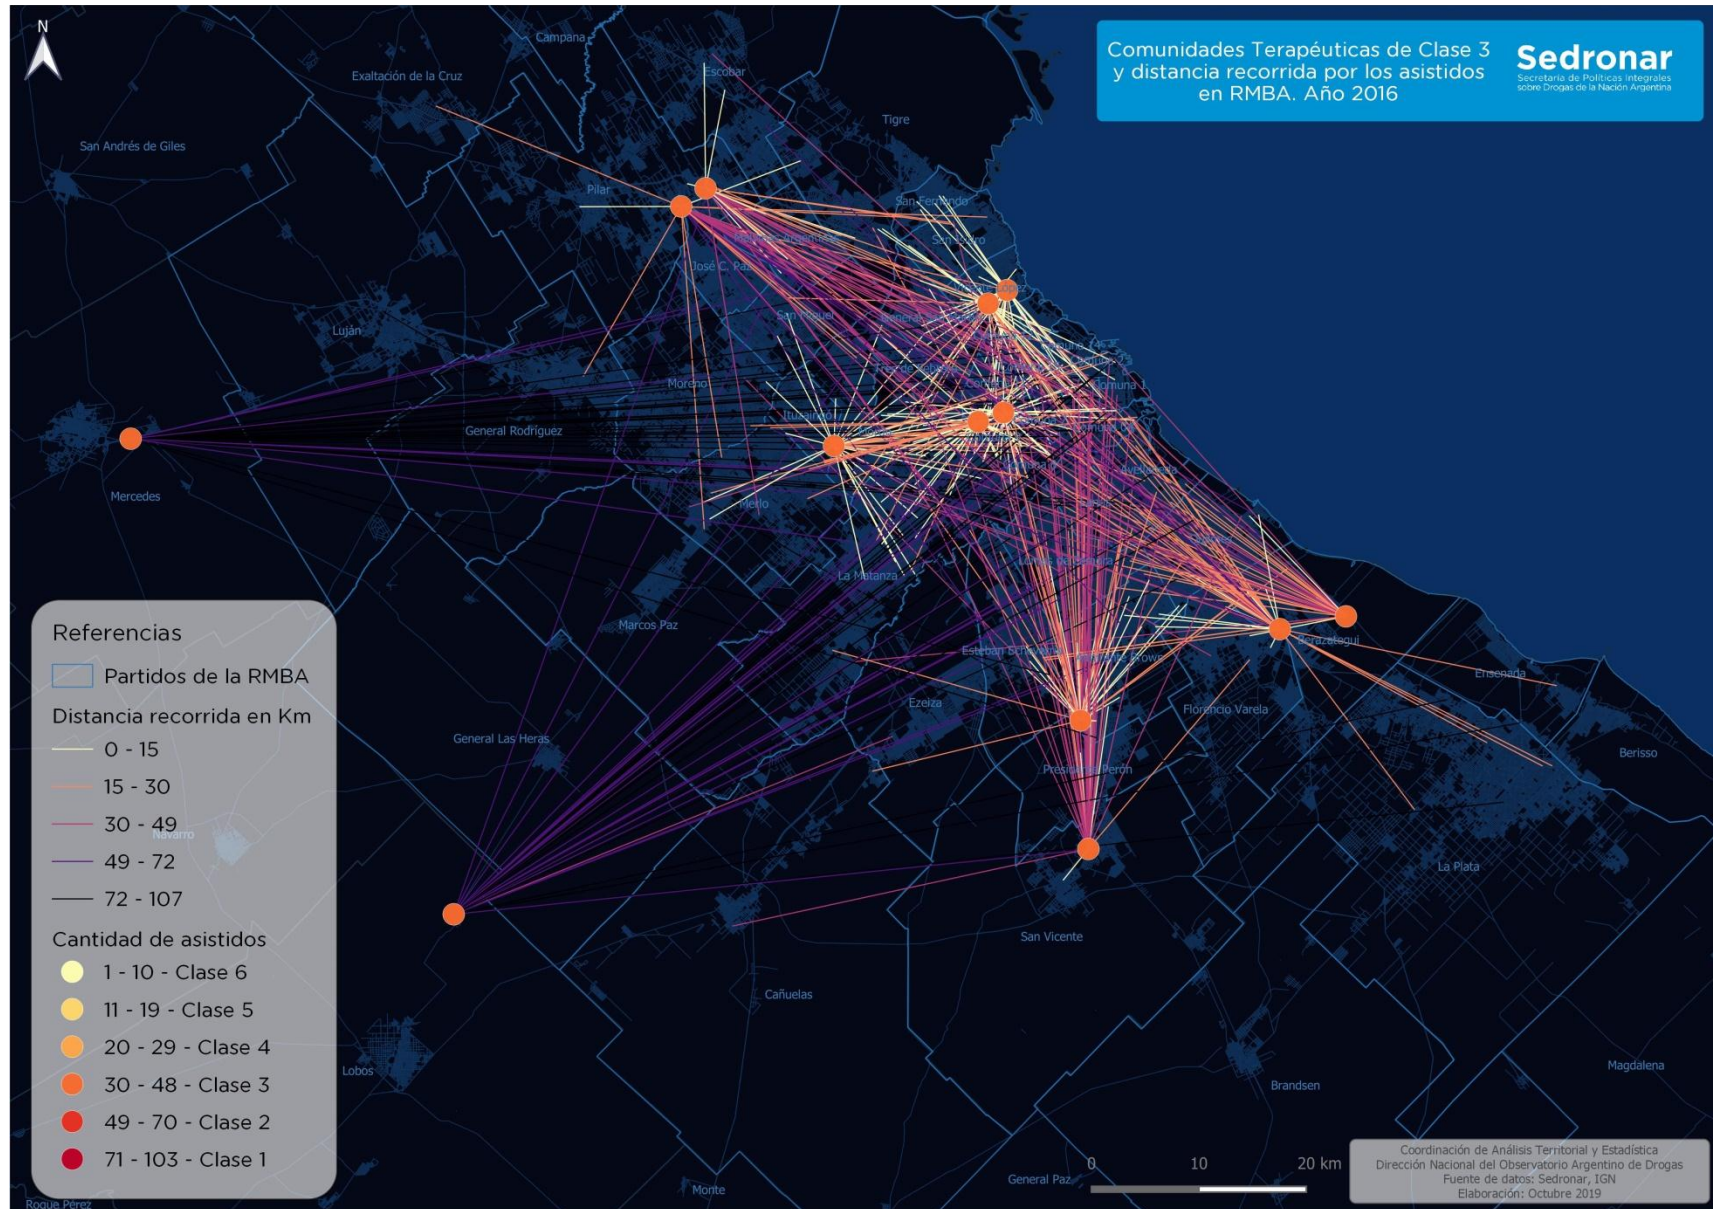 N
Comunidades Terapéuticas de Clase 3
y distancia recorrida por los asistidos
en RMBA. Año 2016
Sedronar
Secretaría de Políticas Integrales
sobre Drogas de la Nación Argentina
Campana
Escobar
Exaltación de la Cruz
Tigre
San Andrés de Giles
Pilar
San Fernando
San Isidro
José C. Paz
Luján
San Miguel
Moreno
Comuna 1
Ituzaingó
General Rodríguez
Avellaneda
Mercedes
Merlo
La Matanza
Marcos Paz
Berazategui
Esteban Echeverría
Ensenada
Ezeiza
Florencio Varela
General Las Heras
Berisso
Presidente Perón
Navarro
La Plata
San Vicente
Cañuelas
Lobos
Magdalena
Brandsen
General Paz
Monte
Roque Pérez
Referencias
Partidos de la RMBA
Distancia recorrida en Km
0 - 15
15 - 30
30 - 49
49 - 72
72 - 107
Cantidad de asistidos
1 - 10 - Clase 6
11 - 19 - Clase 5
20 - 29 - Clase 4
30 - 48 - Clase 3
49 - 70 - Clase 2
71 - 103 - Clase 1
0 10 20 km
Coordinación de Análisis Territorial y Estadística
Dirección Nacional del Observatorio Argentino de Drogas
Fuente de datos: Sedronar, IGN
Elaboración: Octubre 2019